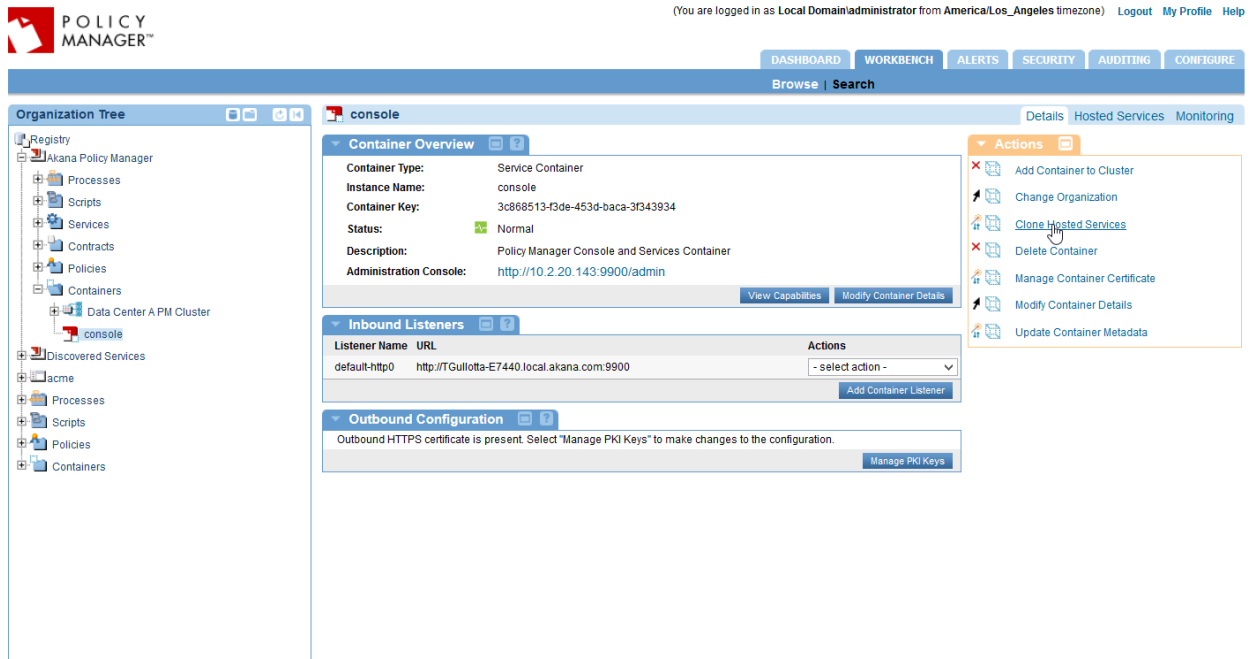 (You are logged in as Local Domain\administrator from America/Los_Angeles timezone) Logout My Profile Help
POLICY
MANAGER™
DASHBOARD WORKBENCH ALERTS SECURITY AUDITING CONFIGURE
Browse | Search
Organization Tree
Registry
Akana Policy Manager
Processes
Scripts
Services
Contracts
Policies
Containers
Data Center A PM Cluster
console
Discovered Services
acme
Processes
Scripts
Policies
Containers
console
Details Hosted Services Monitoring
Container Overview ?
Container Type: Service Container
Instance Name: console
Container Key: 3c868513-f3de-453d-baca-3f343934
Status: Normal
Description: Policy Manager Console and Services Container
Administration Console: http://10.2.20.143:9900/admin
View Capabilities Modify Container Details
Inbound Listeners ?
Listener Name URL Actions
default-http0 http://TGullotta-E7440.local.akana.com:9900 - select action -
Add Container Listener
Outbound Configuration ?
Outbound HTTPS certificate is present. Select "Manage PKI Keys" to make changes to the configuration.
Manage PKI Keys
Actions
Add Container to Cluster
Change Organization
Clone Hosted Services
Delete Container
Manage Container Certificate
Modify Container Details
Update Container Metadata